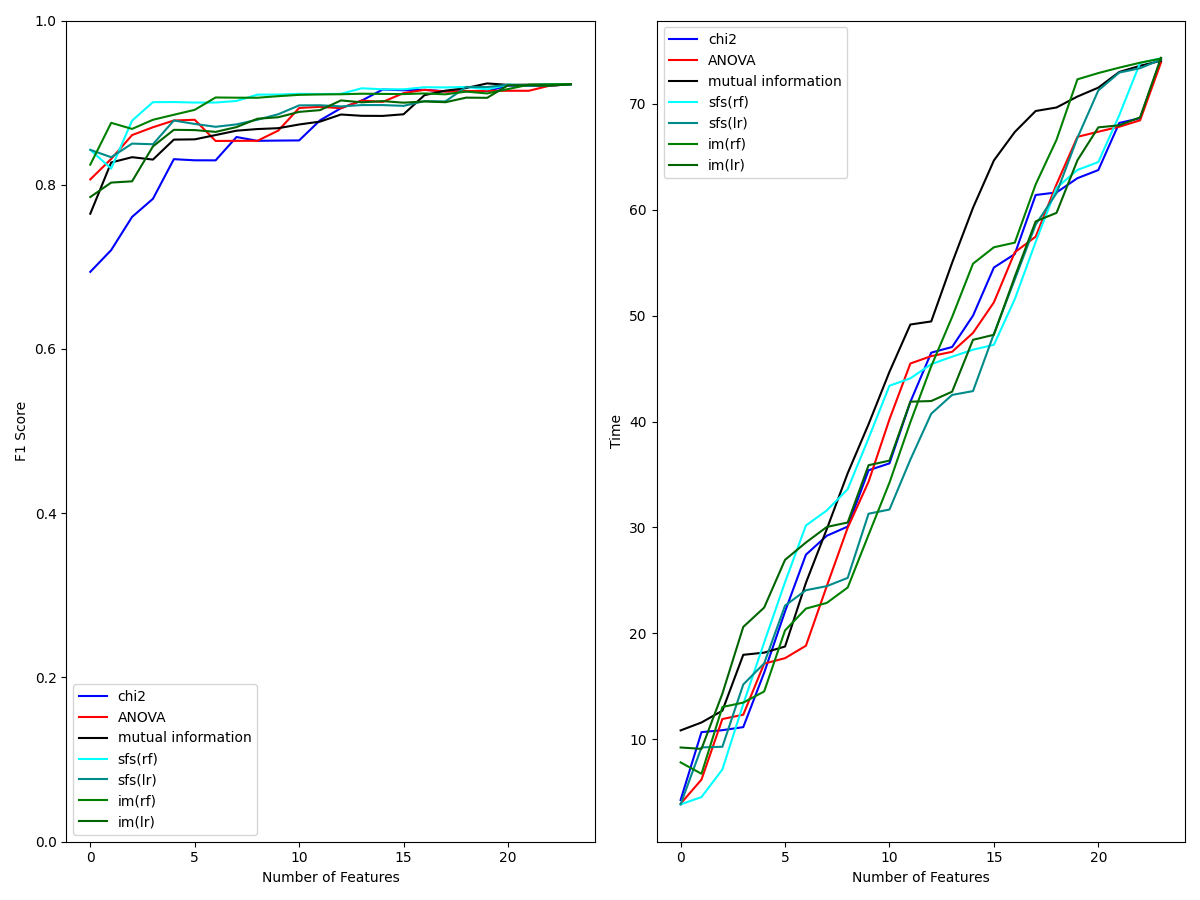 1.0
0.8
0.6
0.4
0.2
0.0
F1 Score
chi2
ANOVA
mutual information
sfs(rf)
sfs(lr)
im(rf)
im(lr)
0 5 10 15 20
Number of Features
chi2
ANOVA
mutual information
sfs(rf)
sfs(lr)
im(rf)
im(lr)
70
60
50
40
30
20
10
Time
0 5 10 15 20
Number of Features